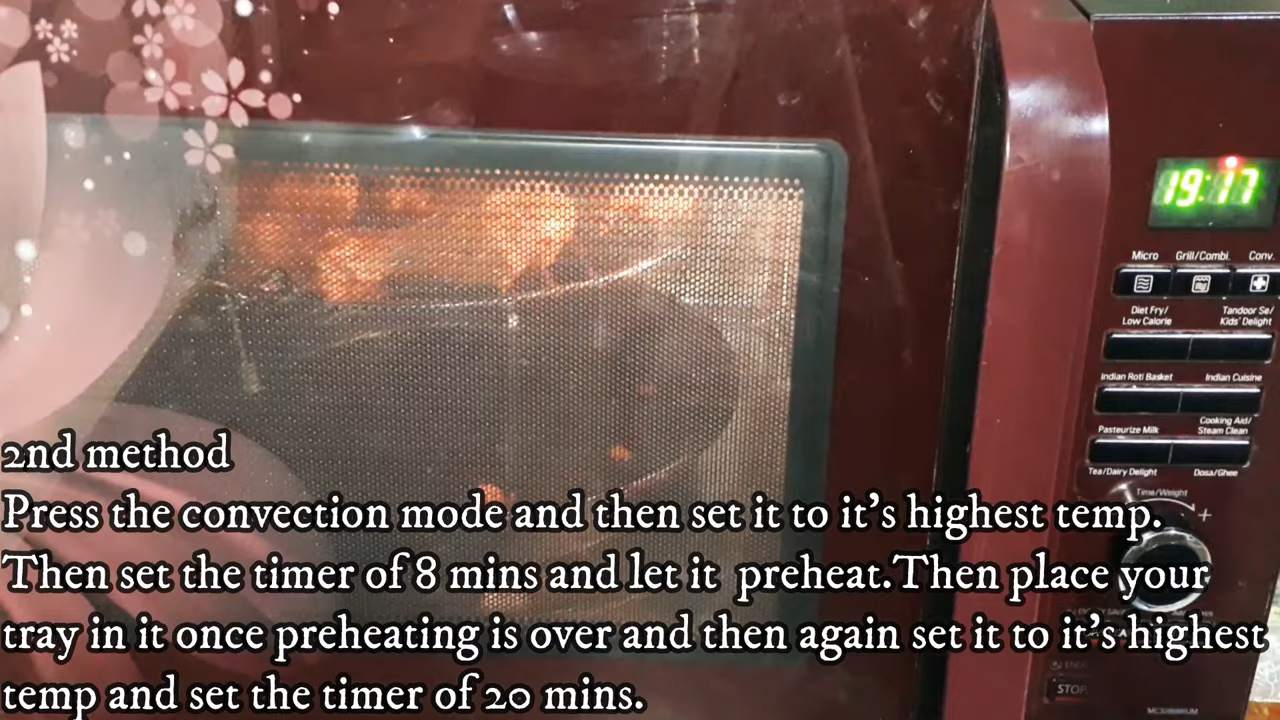 19:17
Micro Grill/Combi. Conv.
Diet Fry/ Low Calorie
Tandoor Se/ Kids' Delight
Indian Roti Basket Indian Cuisine
Pasteurize Milk
Cooking Aid/ Steam Clean
Tea/Dairy Delight Dosa/Ghee
Time/Weight
+
2nd method
Press the convection mode and then set it to it's highest temp.
Then set the timer of 8 mins and let it preheat.Then place your
tray in it once preheating is over and then again set it to it's highest
temp and set the timer of 20 mins.
STOP